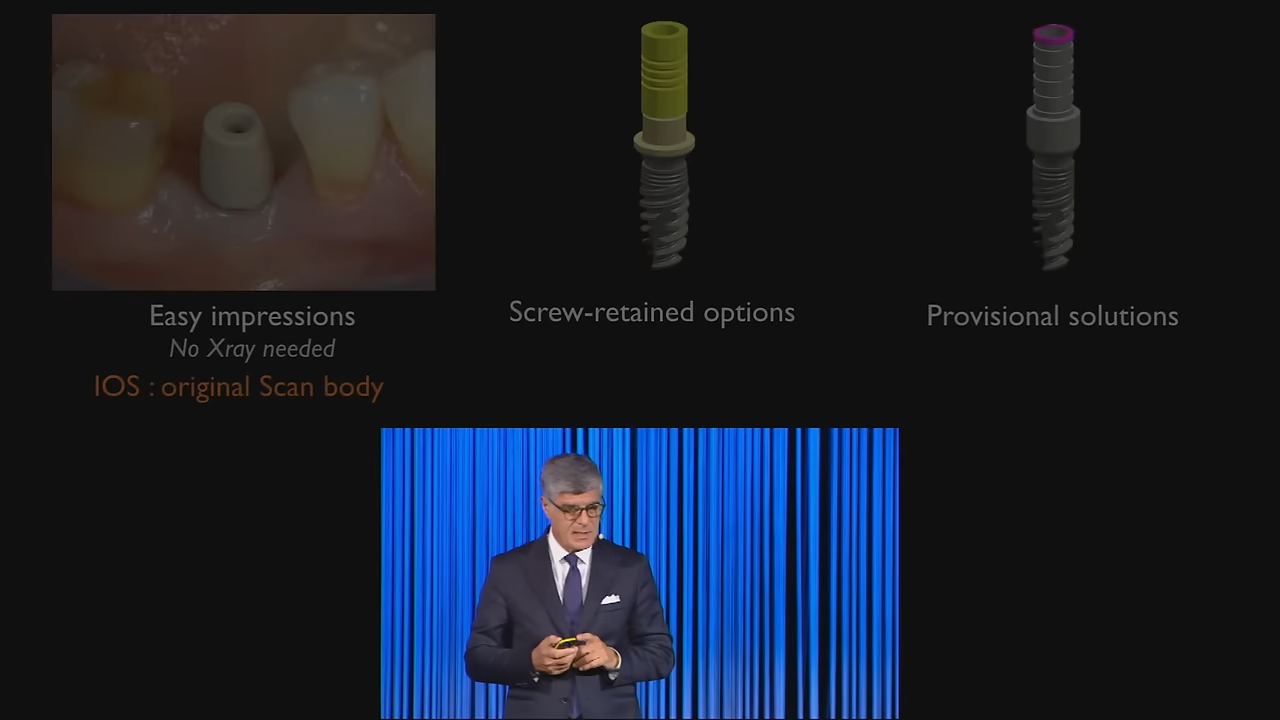 Easy impressions
No Xray needed
IOS : original Scan body
Screw-retained options
Provisional solutions